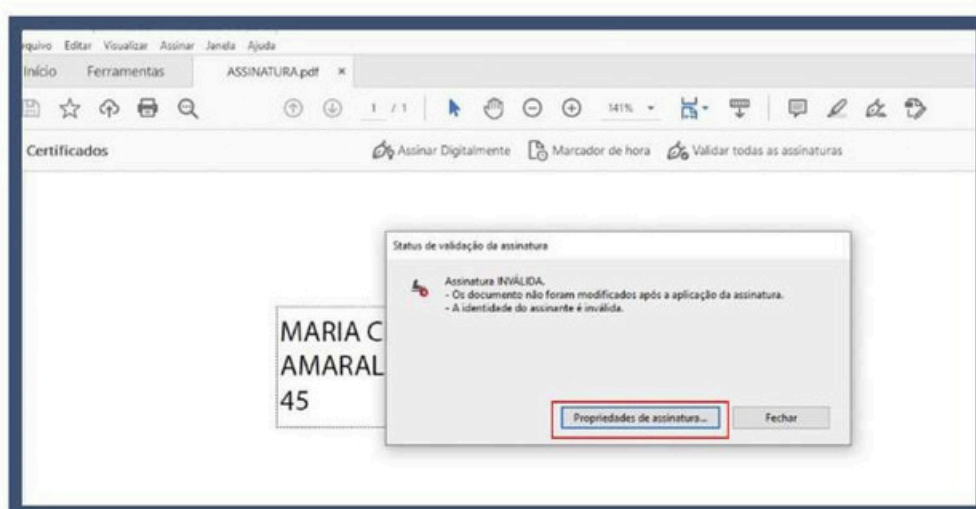 rquivo Editar Visualizar Assinar Janela Ajuda
Início Ferramentas ASSINATURA.pdf ×
1 / 1 141%
Certificados Assinar Digitalmente Marcador de hora Validar todas as assinaturas
Status de validação da assinatura
Assinatura INVÁLIDA.
- Os documento não foram modificados após a aplicação da assinatura.
- A identidade do assinante é inválida.
MARIA C
AMARAL
45
Propriedades de assinatura... Fechar